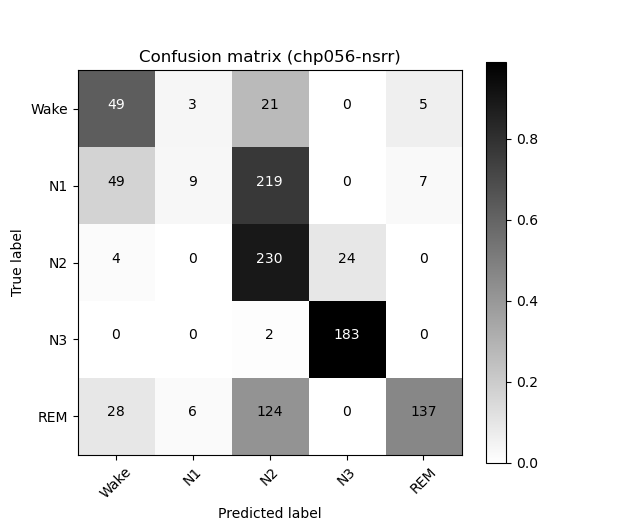 Confusion matrix (chp056-nsrr)
Wake 49 3 21 0 5
N1 49 9 219 0 7
N2 4 0 230 24 0
N3 0 0 2 183 0
REM 28 6 124 0 137
Wake N1 N2 N3 REM
Predicted label
True label
0.8
0.6
0.4
0.2
0.0